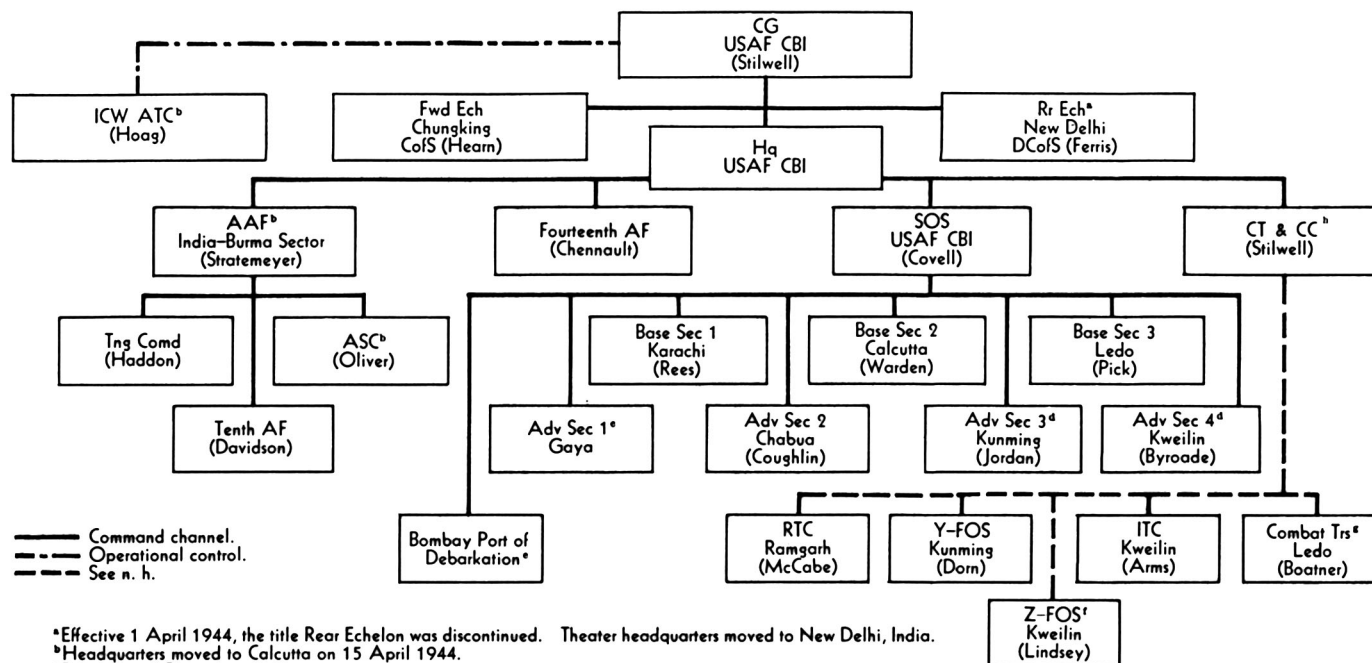 CG
USAF CBI
(Stilwell)
ICW ATCᵇ
(Hoag)
Fwd Ech
Chungking
CofS (Hearn)
Rr Echᵃ
New Delhi
DCofS (Ferris)
Hq
USAF CBI
AAFᵇ
India–Burma Sector
(Stratemeyer)
Fourteenth AF
(Chennault)
SOS
USAF CBI
(Covell)
CT & CCʰ
(Stilwell)
Tng Comd
(Haddon)
ASCᵇ
(Oliver)
Tenth AF
(Davidson)
Base Sec 1
Karachi
(Rees)
Base Sec 2
Calcutta
(Warden)
Base Sec 3
Ledo
(Pick)
Adv Sec 1ᵉ
Gaya
Adv Sec 2
Chabua
(Coughlin)
Adv Sec 3ᵈ
Kunming
(Jordan)
Adv Sec 4ᵈ
Kweilin
(Byroade)
Bombay Port of
Debarkationᵉ
RTC
Ramgarh
(McCabe)
Y–FOS
Kunming
(Dorn)
ITC
Kweilin
(Arms)
Combat Trsᵍ
Ledo
(Boatner)
Z–FOSᶠ
Kweilin
(Lindsey)
Command channel.
Operational control.
See n. h.
ᵃEffective 1 April 1944, the title Rear Echelon was discontinued. Theater headquarters moved to New Delhi, India.
ᵇHeadquarters moved to Calcutta on 15 April 1944.